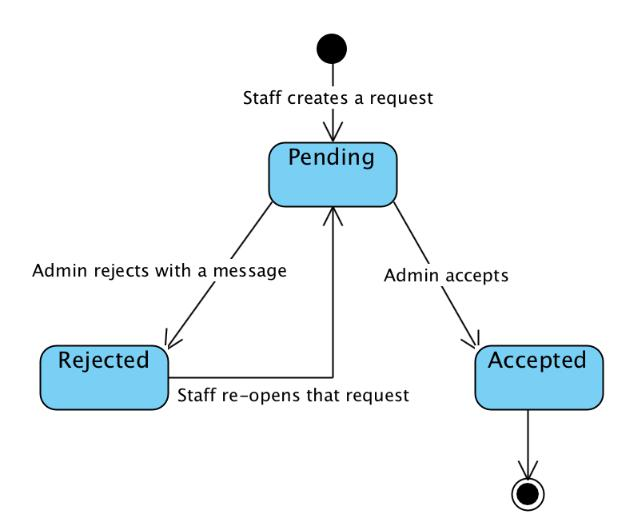 Staff creates a request
Pending
Admin rejects with a message
Admin accepts
Rejected
Accepted
Staff re-opens that request